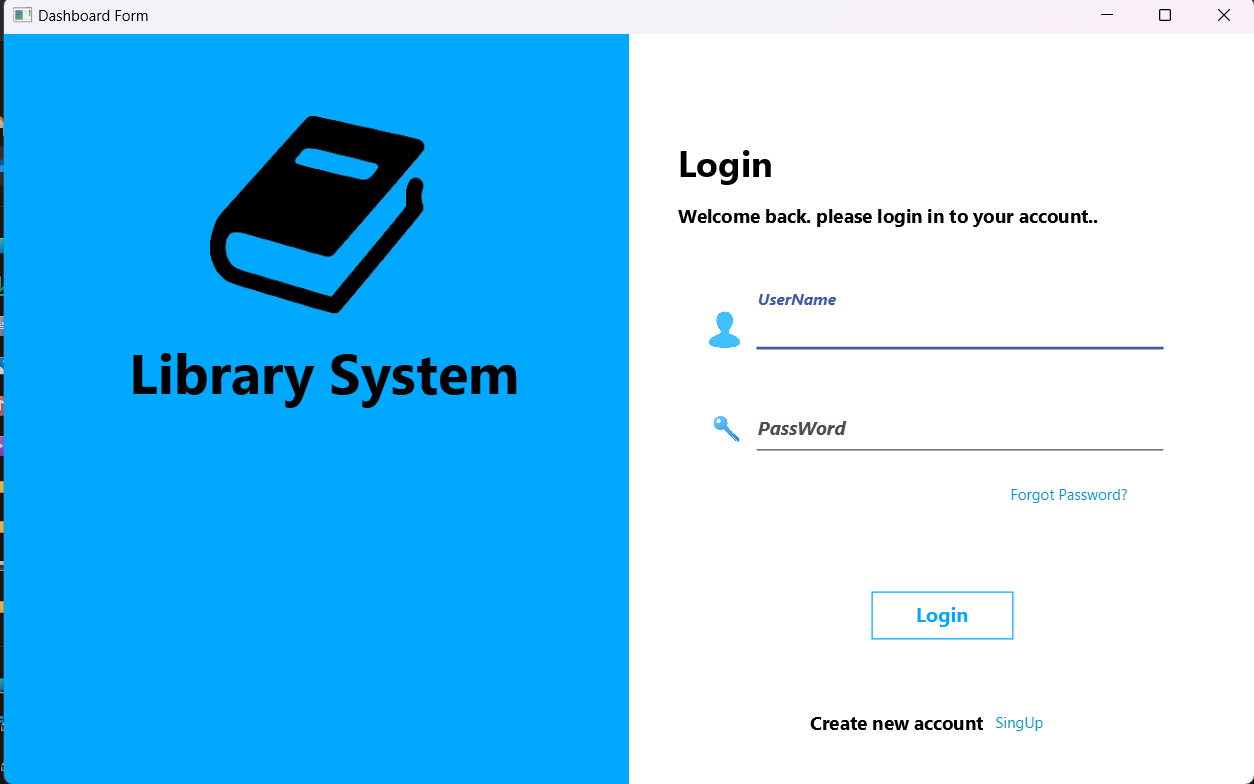 Dashboard Form
Library System
Login
Welcome back. please login in to your account..
UserName
PassWord
Forgot Password?
Login
Create new account SingUp